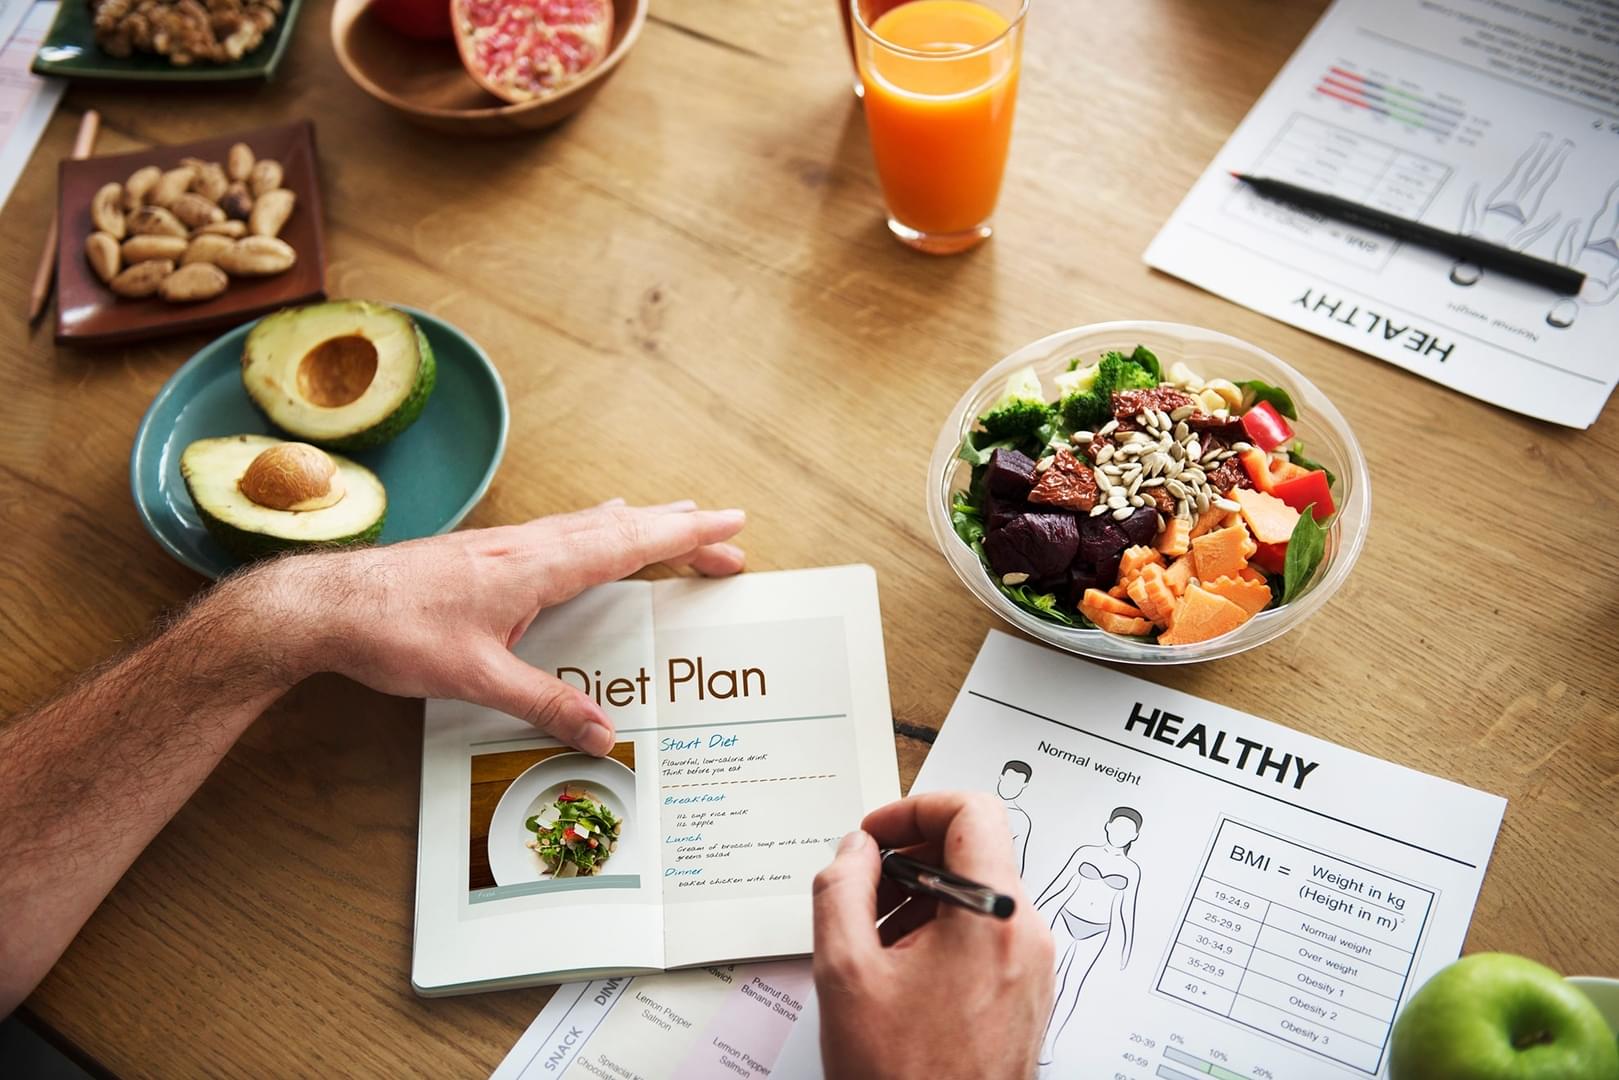 Diet Plan
Start Diet
Flavorful, low-calorie drink
Think before you eat
Breakfast
1/2 cup rice milk
1/2 apple
Lunch
Cream of broccoli soup with chia
greens salad
Dinner
baked chicken with herbs
HEALTHY
Normal weight
BMI = Weight in kg
(Height in m)²
19-24.9 Normal weight
25-29,9 Over weight
30-34,9 Obesity 1
35-29,9 Obesity 2
40 + Obesity 3
0%
10%
20%
20-39
40-59
SNACK
Lemon Pepper
Salmon
Peanut Butte
Banana Sandv
Lemon Pepper
Salmon
HEALTHY
Normal weight